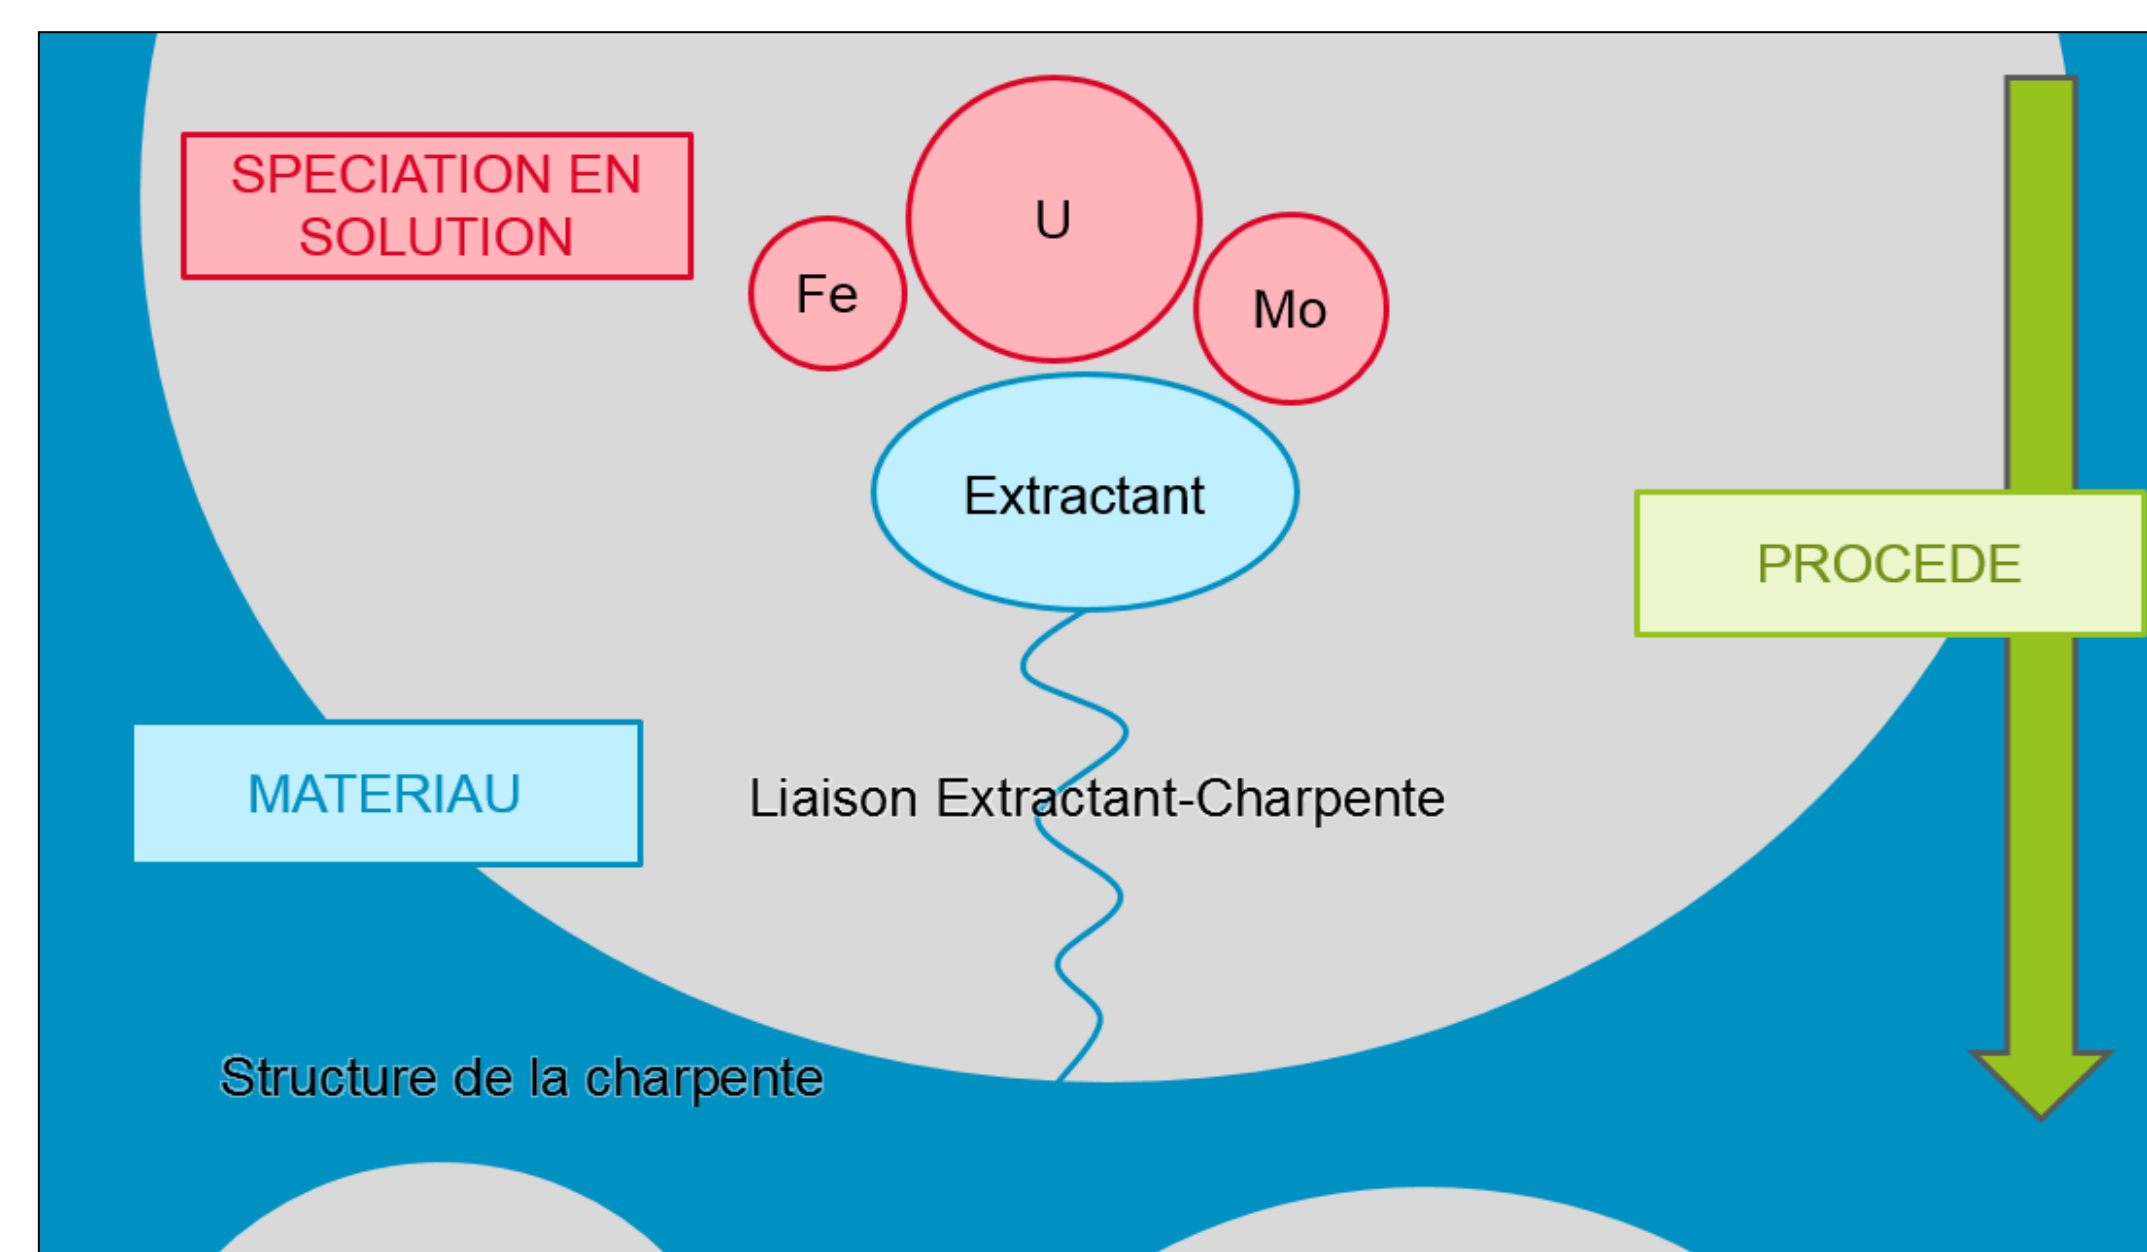 SPECIATION EN
SOLUTION
U
Fe
Mo
Extractant
PROCEDE
MATERIAU
Liaison Extractant-Charpente
Structure de la charpente